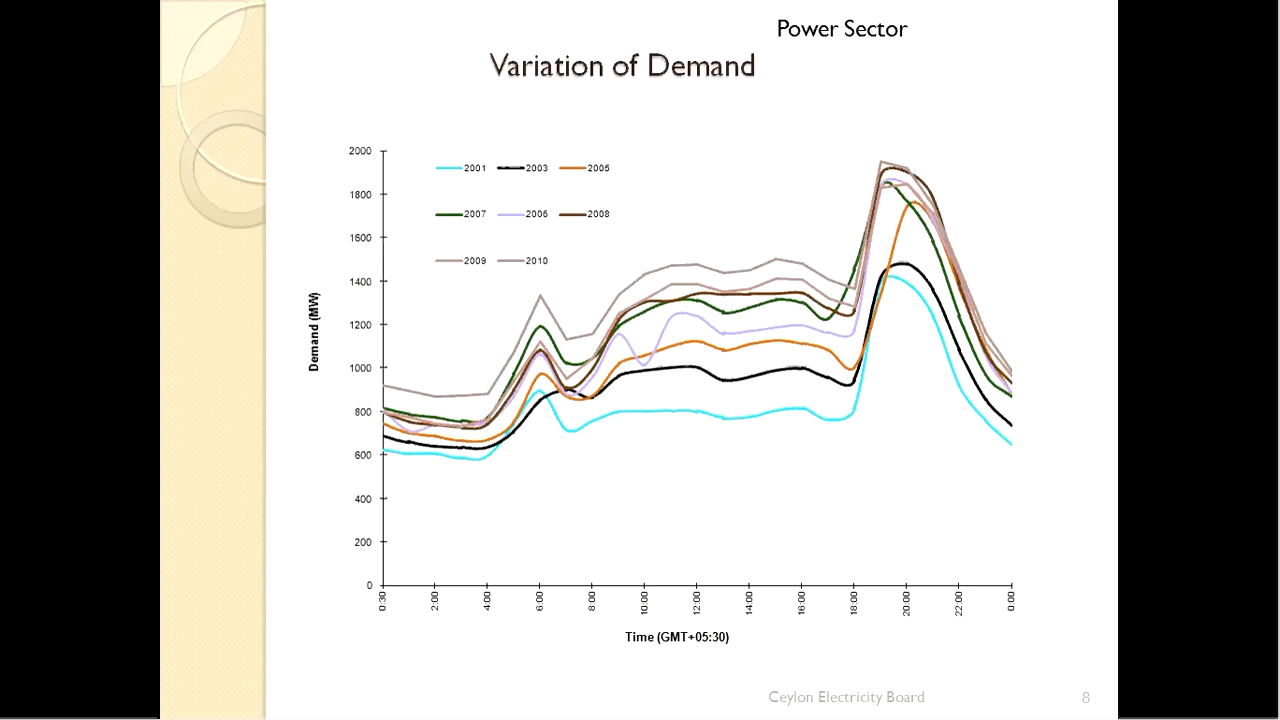 Power Sector
Variation of Demand
2000
1800
1600
1400
1200
1000
800
600
400
200
0
2001 2003 2005
2007 2006 2008
2009 2010
Demand (MW)
0:30 2:00 4:00 6:00 8:00 10:00 12:00 14:00 16:00 18:00 20:00 22:00 0:00
Time (GMT+05:30)
Ceylon Electricity Board 8